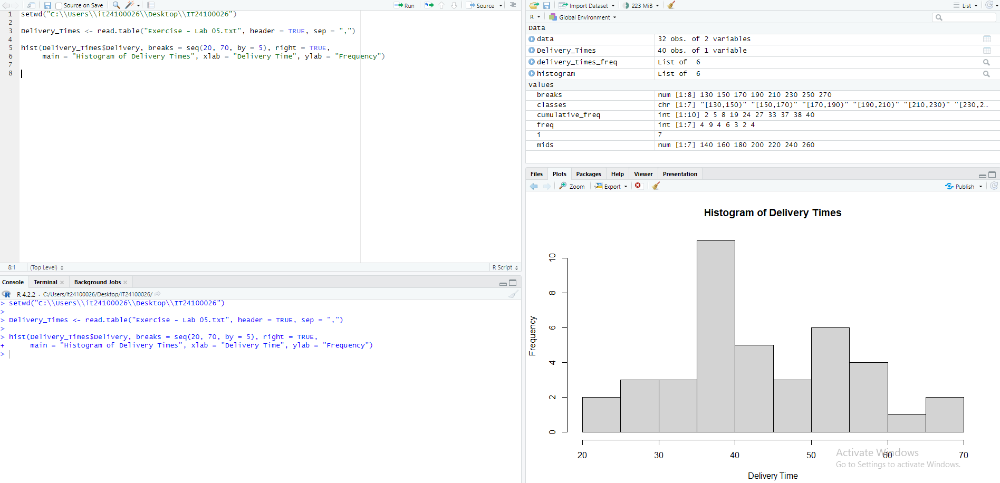 Source on Save
Run
Source
1 setwd("C:\\Users\\it24100026\\Desktop\\IT24100026")
2
3 Delivery_Times <- read.table("Exercise - Lab 05.txt", header = TRUE, sep = ",")
4
5 hist(Delivery_Times$Delivery, breaks = seq(20, 70, by = 5), right = TRUE,
6 main = "Histogram of Delivery Times", xlab = "Delivery Time", ylab = "Frequency")
7
8
8:1 (Top Level) R Script
Console Terminal Background Jobs
R 4.2.2 · C:/Users/it24100026/Desktop/IT24100026/
> setwd("C:\\Users\\it24100026\\Desktop\\IT24100026")
>
> Delivery_Times <- read.table("Exercise - Lab 05.txt", header = TRUE, sep = ",")
>
> hist(Delivery_Times$Delivery, breaks = seq(20, 70, by = 5), right = TRUE,
+ main = "Histogram of Delivery Times", xlab = "Delivery Time", ylab = "Frequency")
>
Import Dataset 223 MiB List
R Global Environment
Data
data 32 obs. of 2 variables
Delivery_Times 40 obs. of 1 variable
delivery_times_freq List of 6
histogram List of 6
Values
breaks num [1:8] 130 150 170 190 210 230 250 270
classes chr [1:7] "[130,150)" "[150,170)" "[170,190)" "[190,210)" "[210,230)" "[230,2...
cumulative_freq int [1:10] 2 5 8 19 24 27 33 37 38 40
freq int [1:7] 4 9 4 6 3 2 4
i 7
mids num [1:7] 140 160 180 200 220 240 260
Files Plots Packages Help Viewer Presentation
Zoom Export Publish
Histogram of Delivery Times
Frequency
10
8
6
4
2
0
20 30 40 50 60 70
Delivery Time
Activate Windows
Go to Settings to activate Windows.